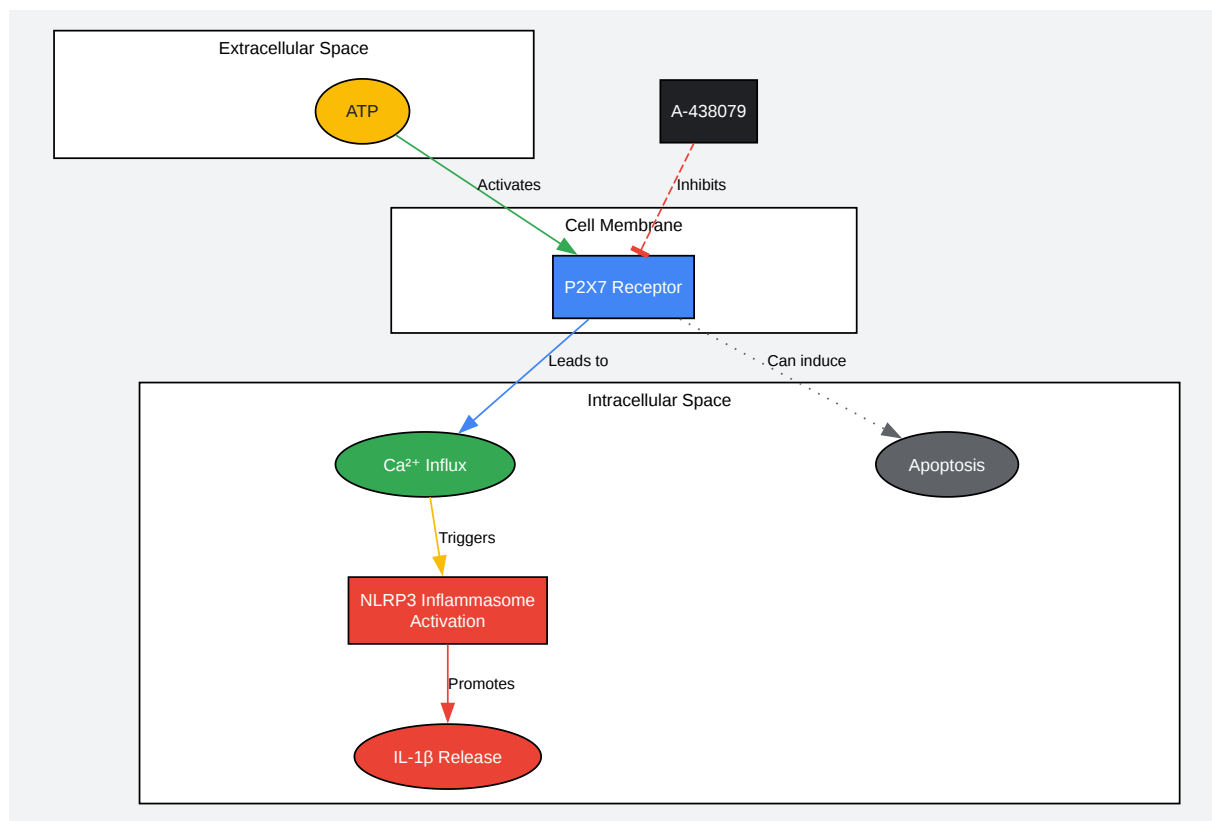 Extracellular Space
ATP
A-438079
Activates
Inhibits
Cell Membrane
P2X7 Receptor
Leads to
Can induce
Intracellular Space
Ca²⁺ Influx
Apoptosis
Triggers
NLRP3 Inflammasome
Activation
Promotes
IL-1β Release